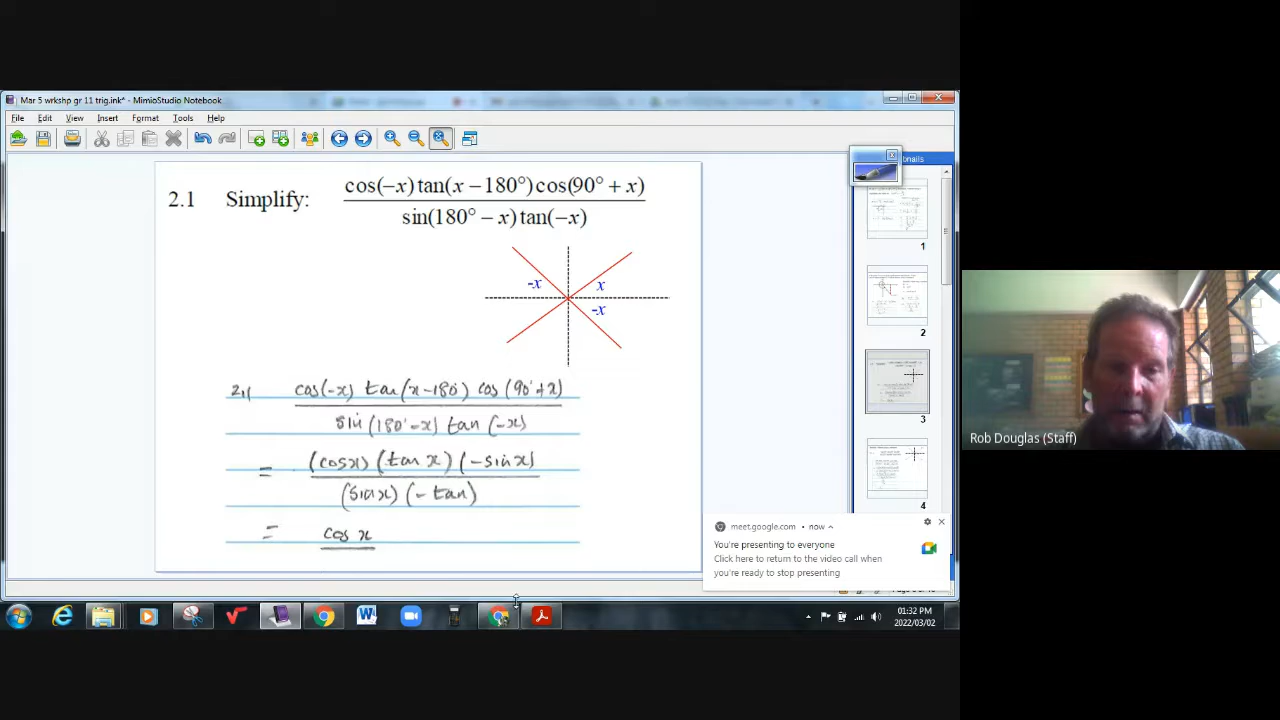 Mar 5 wrkshp gr 11 trig.ink* - MimioStudio Notebook
File Edit View Insert Format Tools Help
2.1 Simplify: cos(−x)tan(x−180°)cos(90°+x)
sin(180°−x)tan(−x)
-x x
-x
2,1 cos(-x) tan(x-180°) cos(90°+x)
sin(180°-x) tan(-x)
= (cosx)(tan x)(-sinx)
(sinx)(-tan)
= cos x
1
2
3
4
meet.google.com • now
You're presenting to everyone
Click here to return to the video call when
you're ready to stop presenting
01:32 PM
2022/03/02
Rob Douglas (Staff)